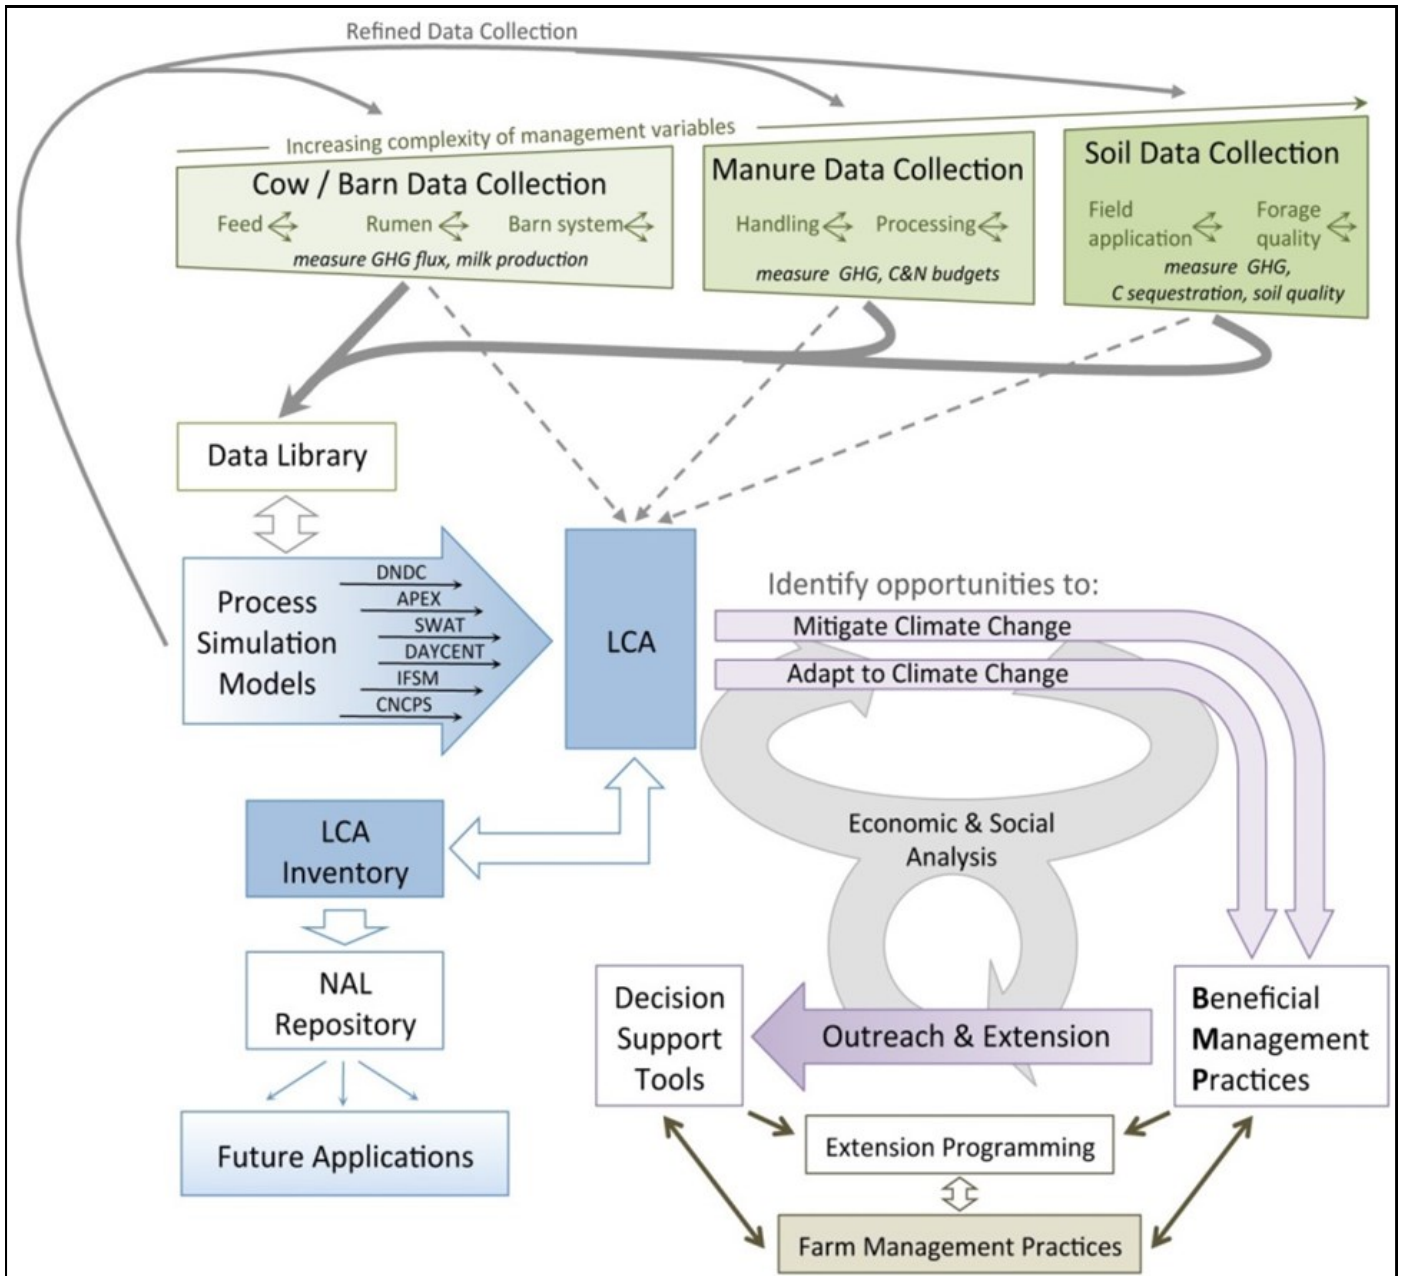 Refined Data Collection
Increasing complexity of management variables
Cow / Barn Data Collection
Feed
Rumen
Barn system
measure GHG flux, milk production
Manure Data Collection
Handling
Processing
measure GHG, C&N budgets
Soil Data Collection
Field
application
Forage
quality
measure GHG,
C sequestration, soil quality
Data Library
Process
Simulation
Models
DNDC
APEX
SWAT
DAYCENT
IFSM
CNCPS
LCA
Identify opportunities to:
Mitigate Climate Change
Adapt to Climate Change
Economic & Social
Analysis
LCA
Inventory
NAL
Repository
Future Applications
Decision
Support
Tools
Outreach & Extension
Beneficial
Management
Practices
Extension Programming
Farm Management Practices